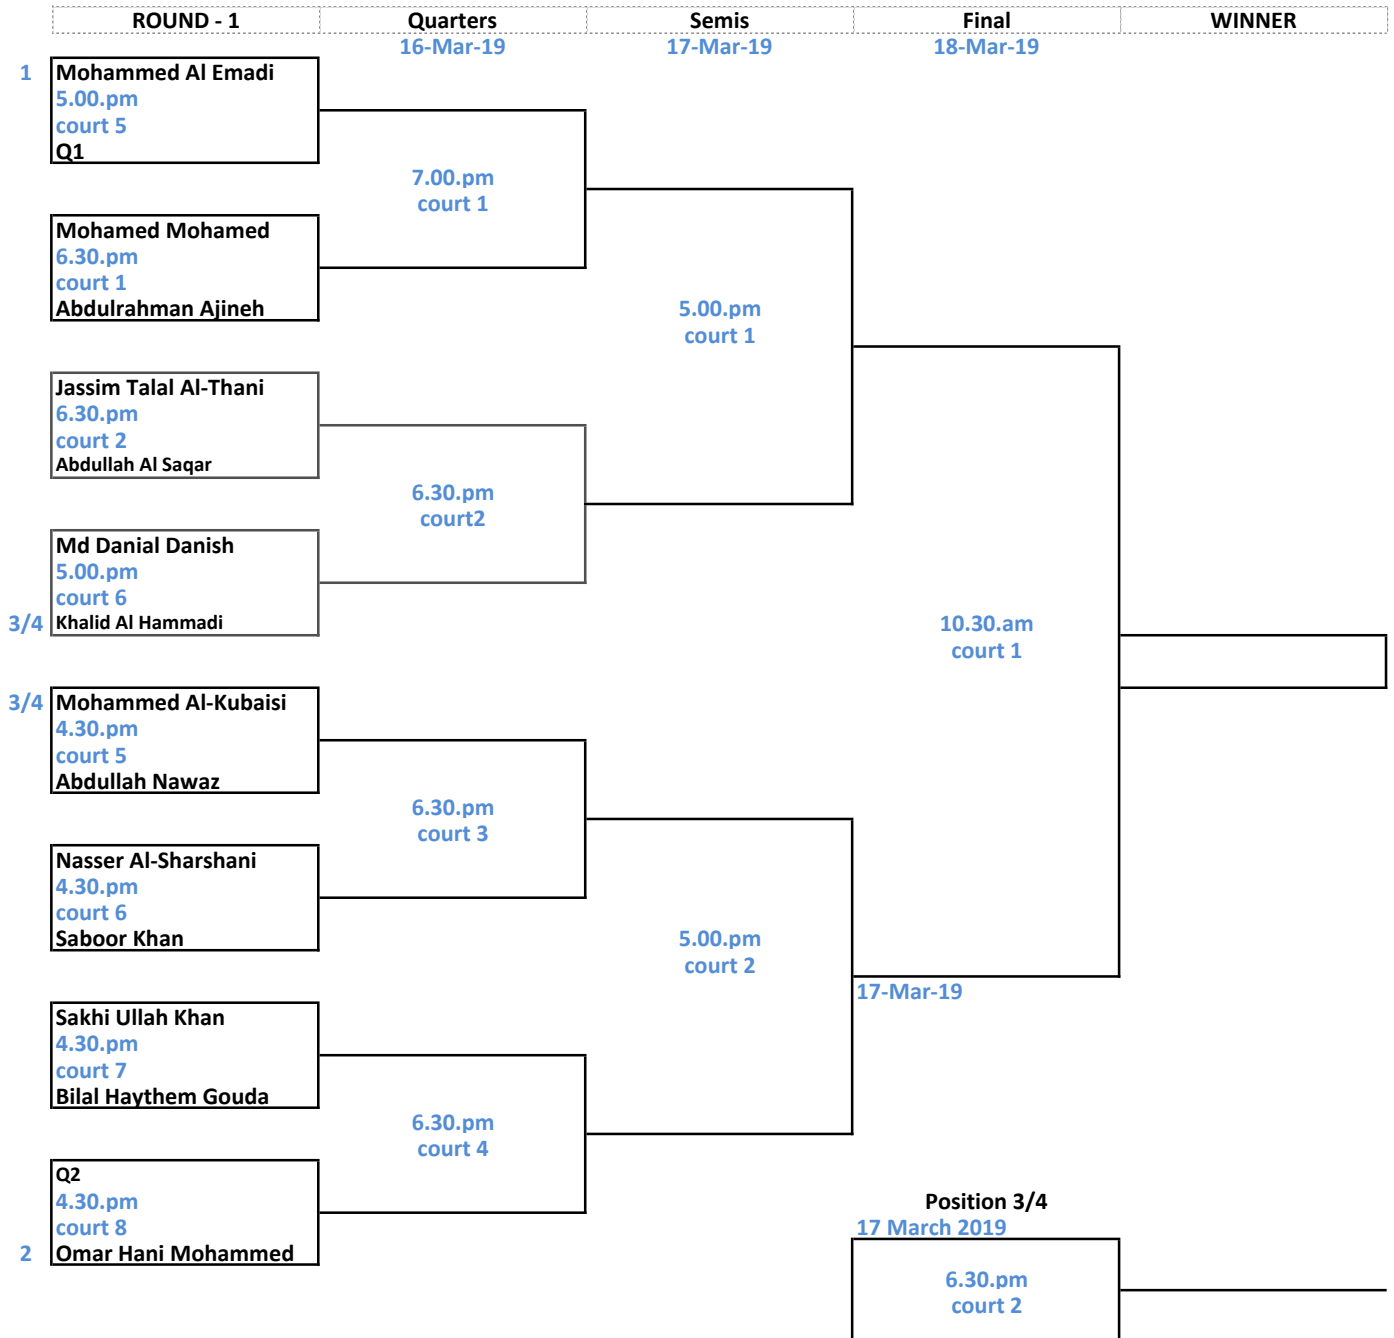 ROUND - 1
Quarters
Semis
Final
WINNER
16-Mar-19
17-Mar-19
18-Mar-19
1
Mohammed Al Emadi
5.00.pm
court 5
Q1
7.00.pm
court 1
Mohamed Mohamed
6.30.pm
court 1
Abdulrahman Ajineh
5.00.pm
court 1
Jassim Talal Al-Thani
6.30.pm
court 2
Abdullah Al Saqar
6.30.pm
court2
Md Danial Danish
5.00.pm
court 6
3/4
Khalid Al Hammadi
10.30.am
court 1
3/4
Mohammed Al-Kubaisi
4.30.pm
court 5
Abdullah Nawaz
6.30.pm
court 3
Nasser Al-Sharshani
4.30.pm
court 6
Saboor Khan
5.00.pm
court 2
17-Mar-19
Sakhi Ullah Khan
4.30.pm
court 7
Bilal Haythem Gouda
6.30.pm
court 4
Q2
4.30.pm
court 8
2
Omar Hani Mohammed
Position 3/4
17 March 2019
6.30.pm
court 2